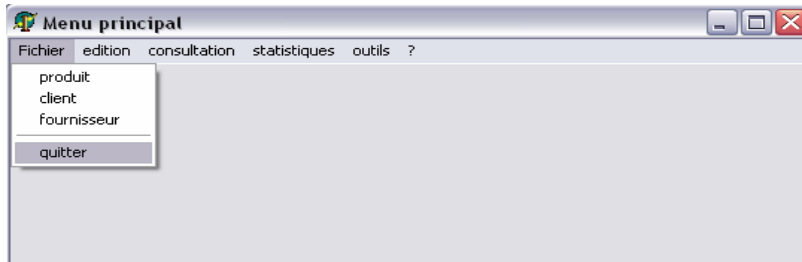 Menu principal
Fichier edition consultation statistiques outils ?
produit
client
fournisseur
quitter